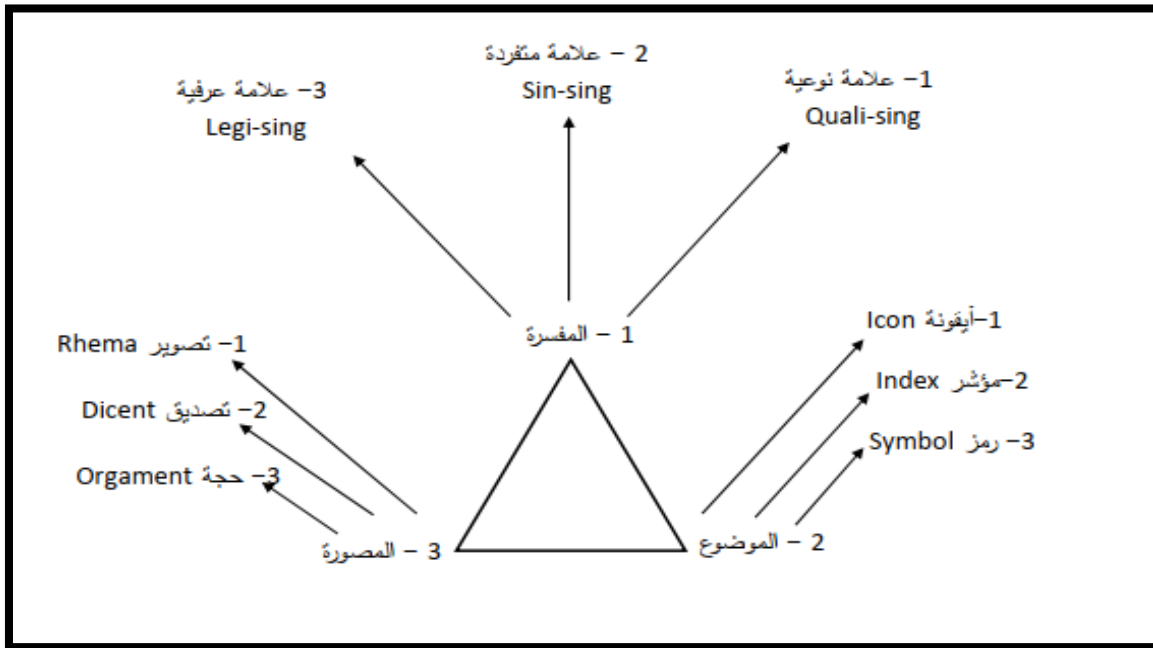 1– علامة نوعية
Quali-sing
2 – علامة متفردة
Sin-sing
3– علامة عرفية
Legi-sing
1 – المفسرة
1–أيقونة Icon
2–مؤشر Index
3– رمز Symbol
2 – الموضوع
1– تصوير Rhema
2– تصديق Dicent
3– حجة Orgament
3 – المصورة